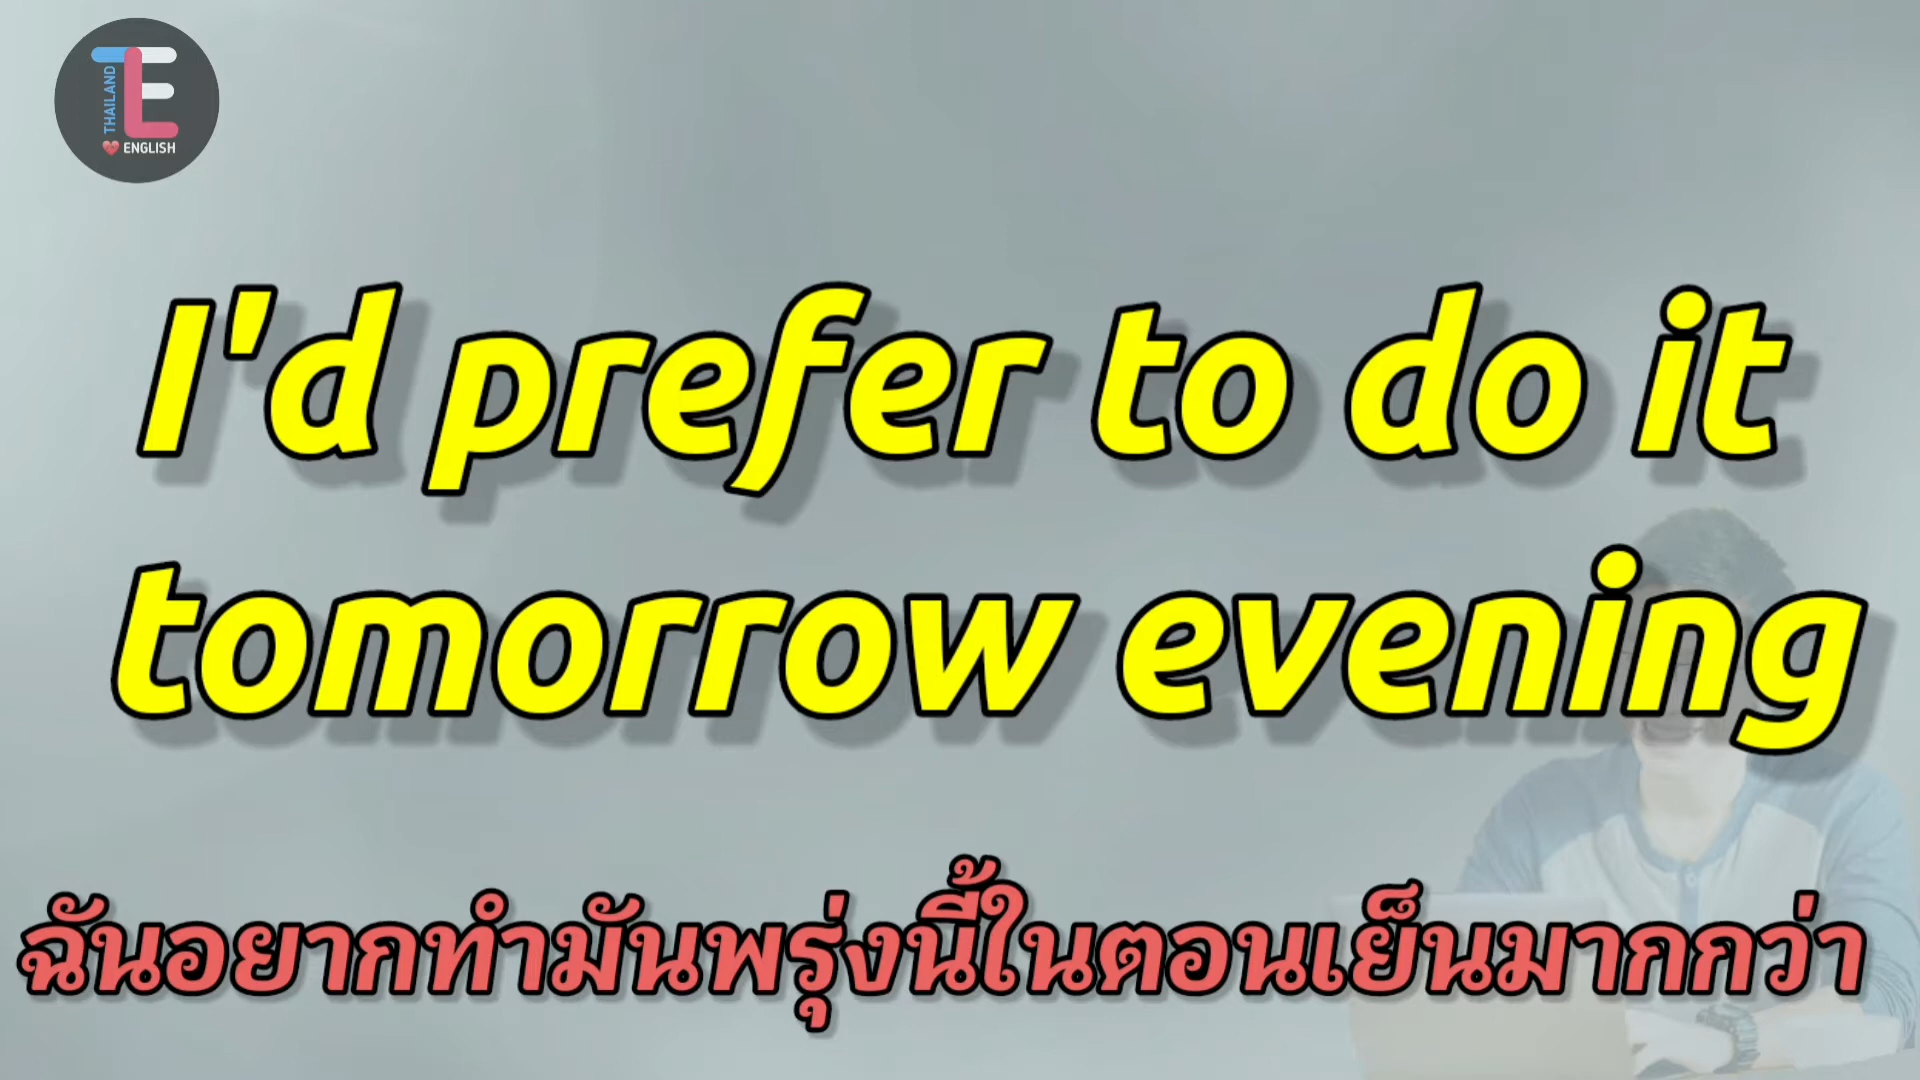 TE
THAILAND
ENGLISH
I'd prefer to do it
tomorrow evening
ฉันอยากทำมันพรุ่งนี้ในตอนเย็นมากกว่า